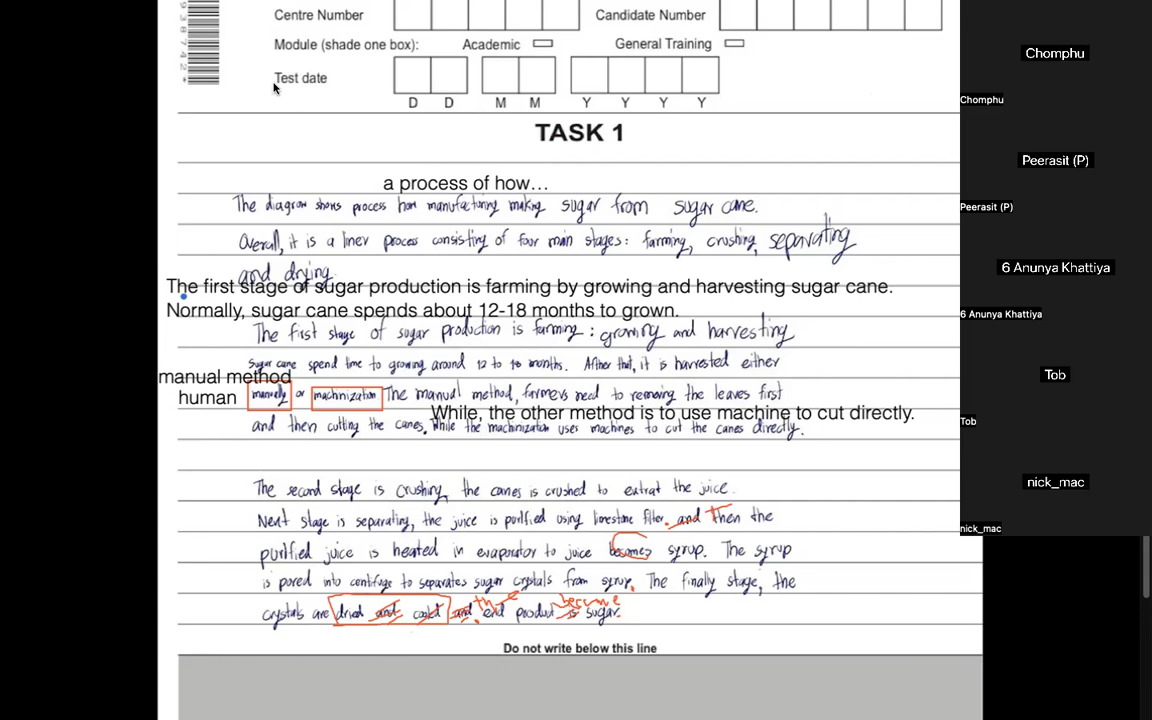 Centre Number
Candidate Number
Module (shade one box):
Academic
General Training
Test date
D D M M Y Y Y Y
TASK 1
a process of how…
The diagram shows process how manufacturing making sugar from sugar cane.
Overall, it is a liner process consisting of four main stages: farming, crushing, separating
and drying.
The first stage of sugar production is farming by growing and harvesting sugar cane.
Normally, sugar cane spends about 12-18 months to grown.
The first stage of sugar production is farming: growing and harvesting
Sugar cane spend time to growing around 12 to 18 months. After that, it is harvested either
manual method
human
manually or machinization The manual method, farmers need to removing the leaves first
While, the other method is to use machine to cut directly.
and then cutting the canes. While the machinization uses machines to cut the canes directly.
The second stage is crushing, the canes is crushed to extrat the juice.
Next stage is separating, the juice is purified using limestone filter. and Then the
purified juice is heated in evaporator to juice becomes syrup. The syrup
is pored into centifuge to separates sugar crystals from syrup. The finally stage, the
become
crystals are dried and cooled and. end product is sugar.
Do not write below this line
Chomphu
Chomphu
Peerasit (P)
Peerasit (P)
6 Anunya Khattiya
6 Anunya Khattiya
Tob
Tob
nick_mac
nick_mac